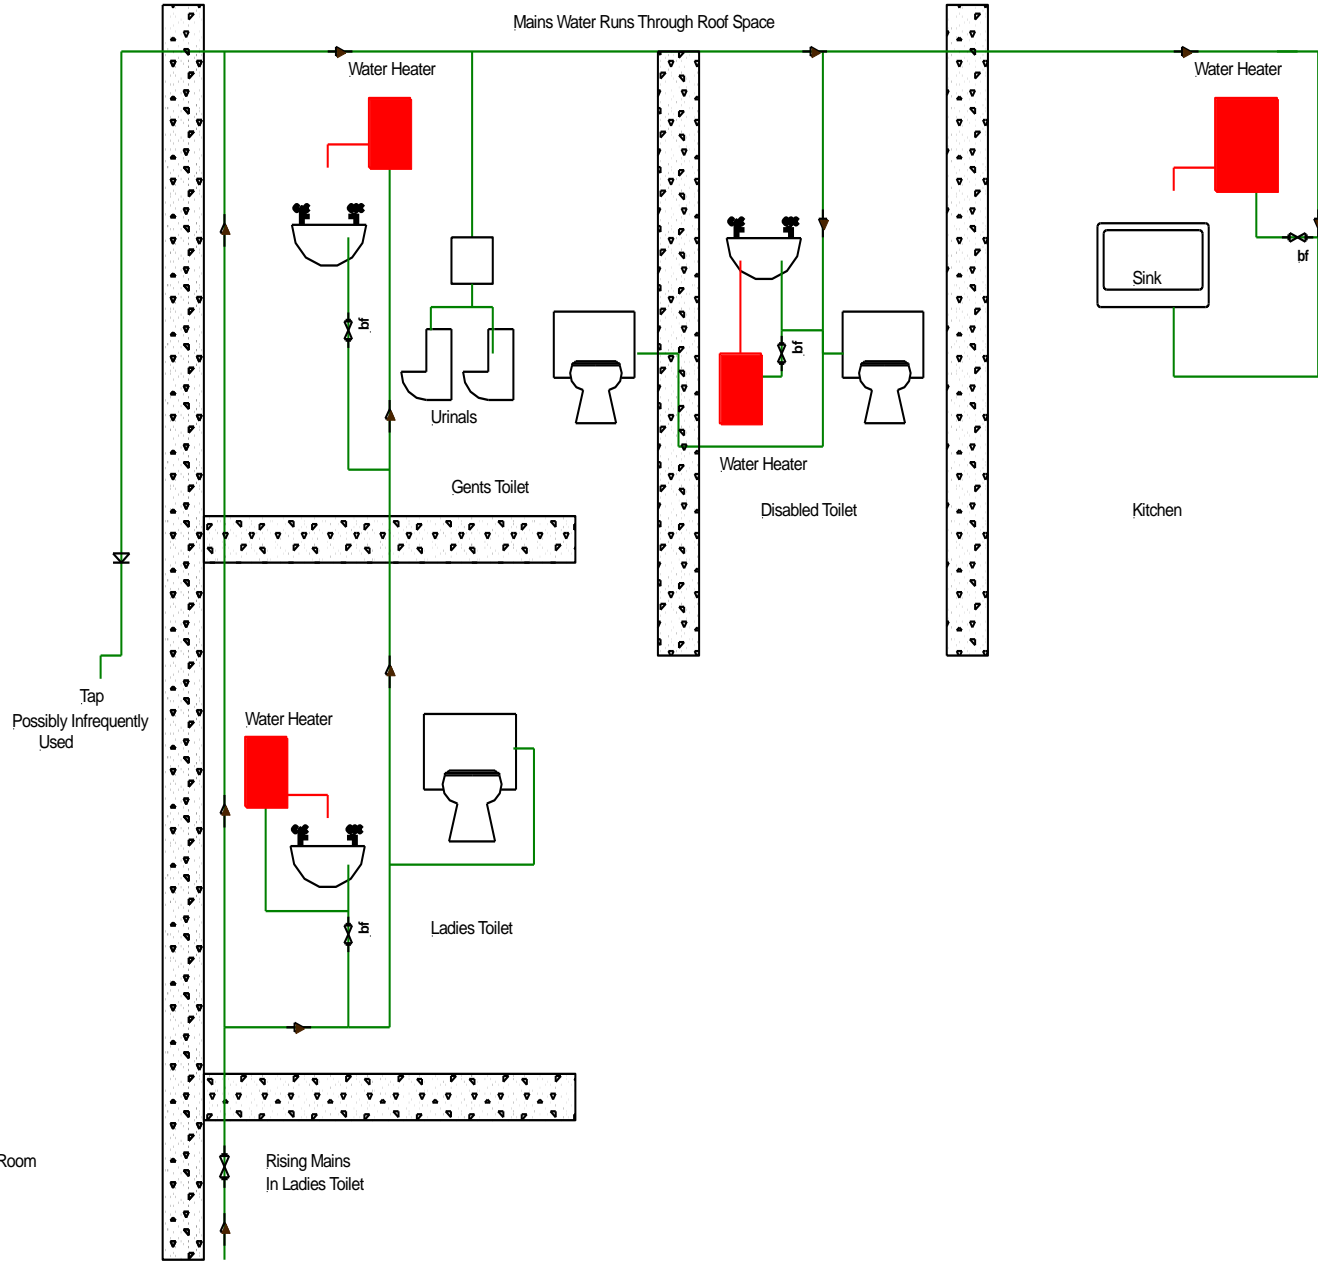 Mains Water Runs Through Roof Space
Water Heater
Water Heater
bf
Sink
bf
bf
Urinals
Water Heater
Gents Toilet
Disabled Toilet
Kitchen
Tap
Possibly Infrequently
Used
Water Heater
bf
Ladies Toilet
Room
Rising Mains
In Ladies Toilet